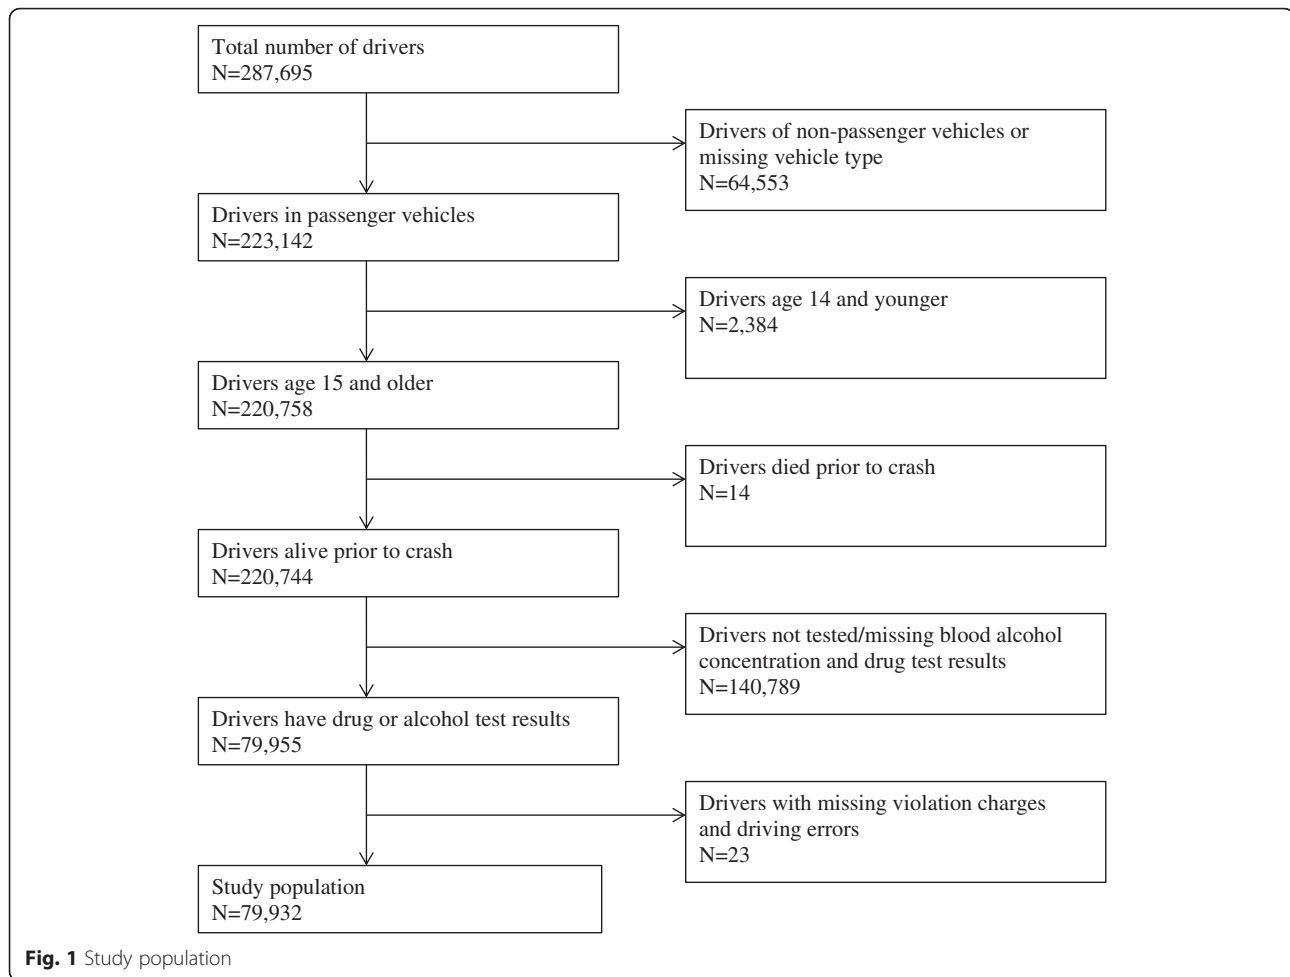 Total number of drivers
N=287,695
Drivers of non-passenger vehicles or
missing vehicle type
N=64,553
Drivers in passenger vehicles
N=223,142
Drivers age 14 and younger
N=2,384
Drivers age 15 and older
N=220,758
Drivers died prior to crash
N=14
Drivers alive prior to crash
N=220,744
Drivers not tested/missing blood alcohol
concentration and drug test results
N=140,789
Drivers have drug or alcohol test results
N=79,955
Drivers with missing violation charges
and driving errors
N=23
Study population
N=79,932
Fig. 1 Study population